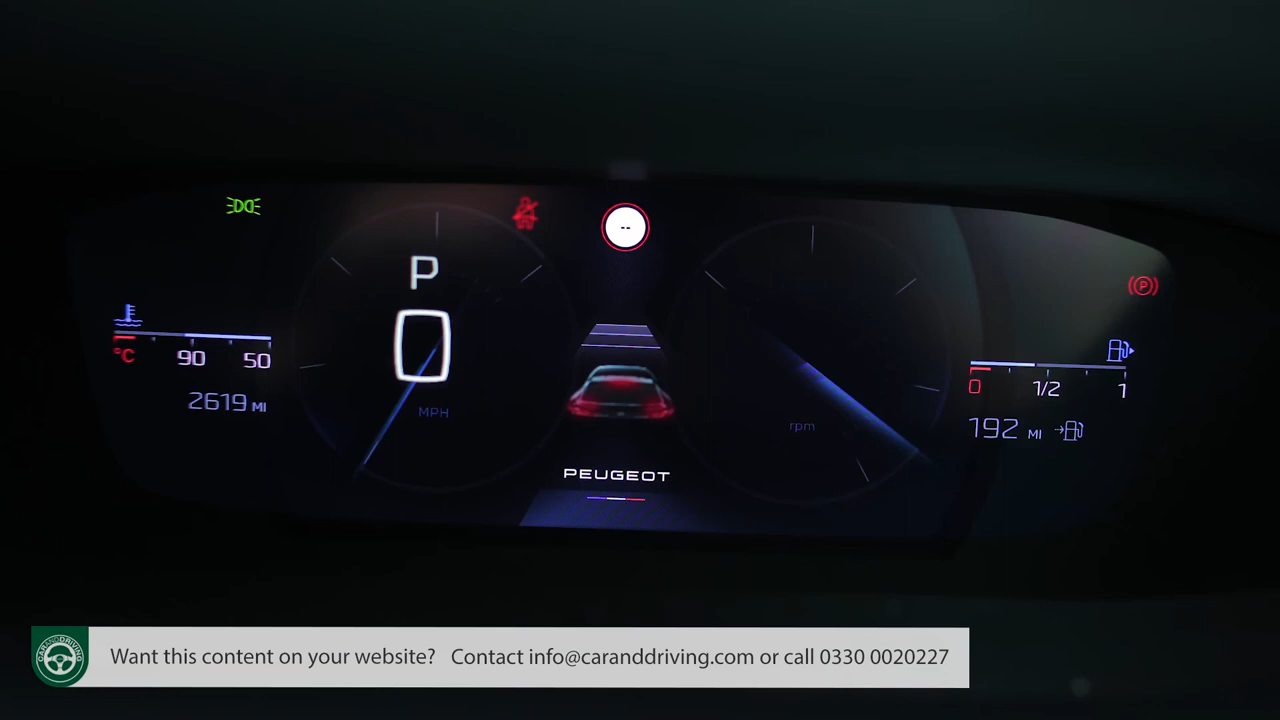 P
0
MPH
°C 90 50
2619 MI
--
rpm
PEUGEOT
P
0 1/2 1
192 MI
CARANDDRIVING
Want this content on your website? Contact info@caranddriving.com or call 0330 0020227